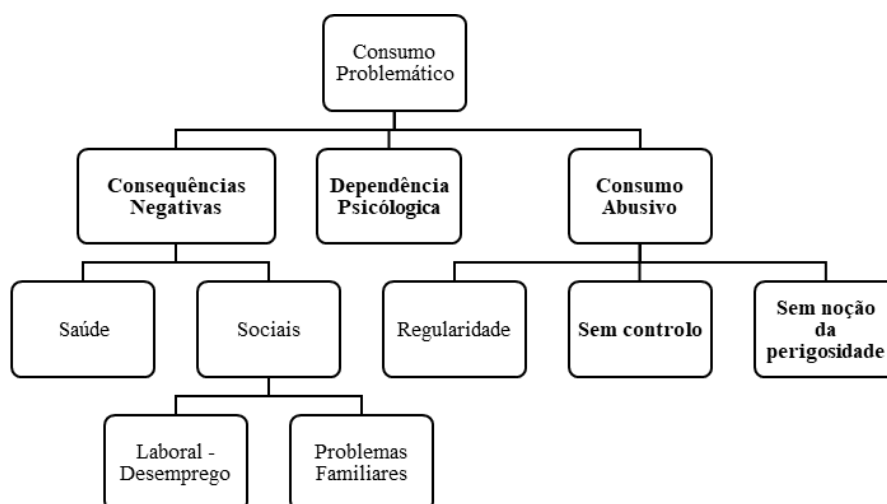 Consumo
Problemático
Consequências
Negativas
Dependência
Psicólogica
Consumo
Abusivo
Saúde
Sociais
Regularidade
Sem controlo
Sem noção
da
perigosidade
Laboral -
Desemprego
Problemas
Familiares